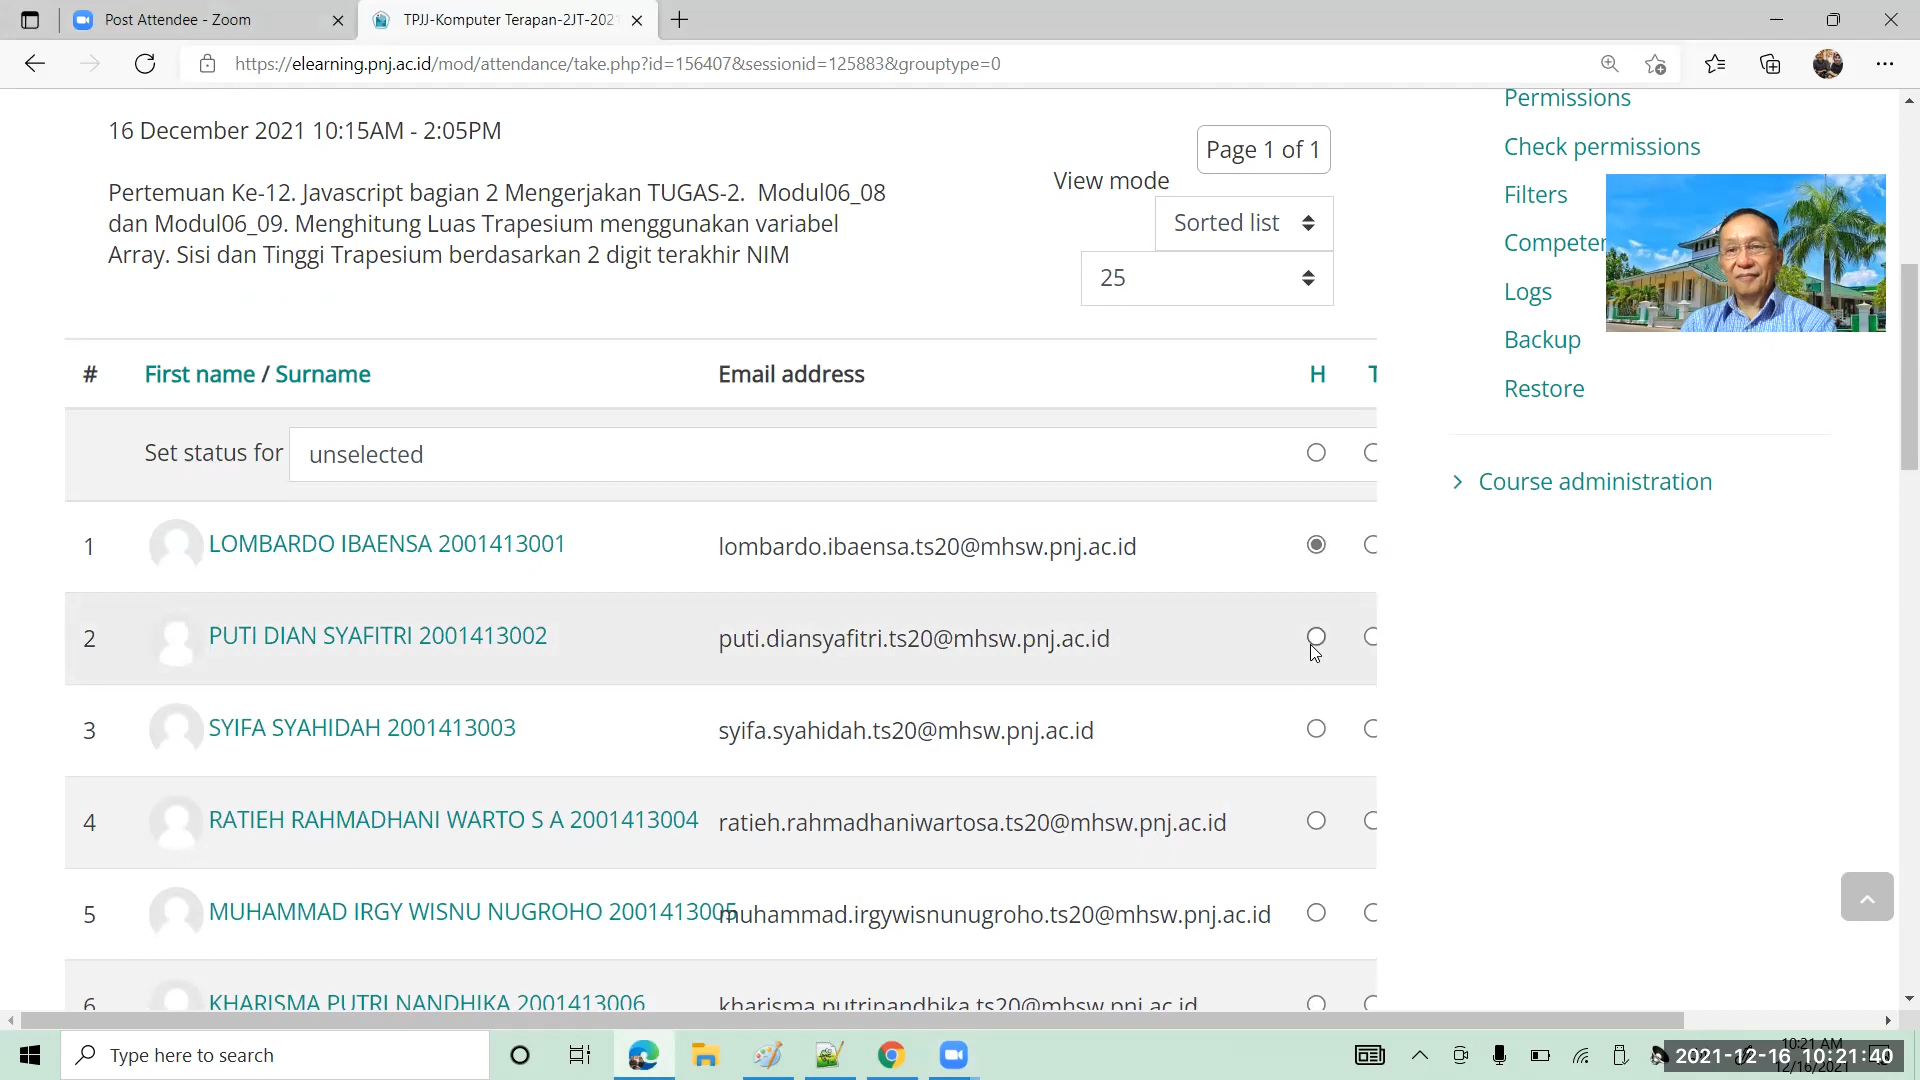 Post Attendee - Zoom
TPJJ-Komputer Terapan-2JT-202
https://elearning.pnj.ac.id/mod/attendance/take.php?id=156407&sessionid=125883&grouptype=0
16 December 2021 10:15AM - 2:05PM
Page 1 of 1
View mode
Pertemuan Ke-12. Javascript bagian 2 Mengerjakan TUGAS-2. Modul06_08
dan Modul06_09. Menghitung Luas Trapesium menggunakan variabel
Array. Sisi dan Tinggi Trapesium berdasarkan 2 digit terakhir NIM
Sorted list
25
Permissions
Check permissions
Filters
Competen
Logs
Backup
Restore
Course administration
# First name / Surname Email address H T
Set status for unselected
1 LOMBARDO IBAENSA 2001413001 lombardo.ibaensa.ts20@mhsw.pnj.ac.id
2 PUTI DIAN SYAFITRI 2001413002 puti.diansyafitri.ts20@mhsw.pnj.ac.id
3 SYIFA SYAHIDAH 2001413003 syifa.syahidah.ts20@mhsw.pnj.ac.id
4 RATIEH RAHMADHANI WARTO S A 2001413004 ratieh.rahmadhaniwartosa.ts20@mhsw.pnj.ac.id
5 MUHAMMAD IRGY WISNU NUGROHO 2001413005 muhammad.irgywisnunugroho.ts20@mhsw.pnj.ac.id
6 KHARISMA PUTRI NANDHIKA 2001413006 kharisma.putrinandhika.ts20@mhsw.pnj.ac.id
Type here to search
10:21 AM
2021-12-16 10:21:40
12/16/2021